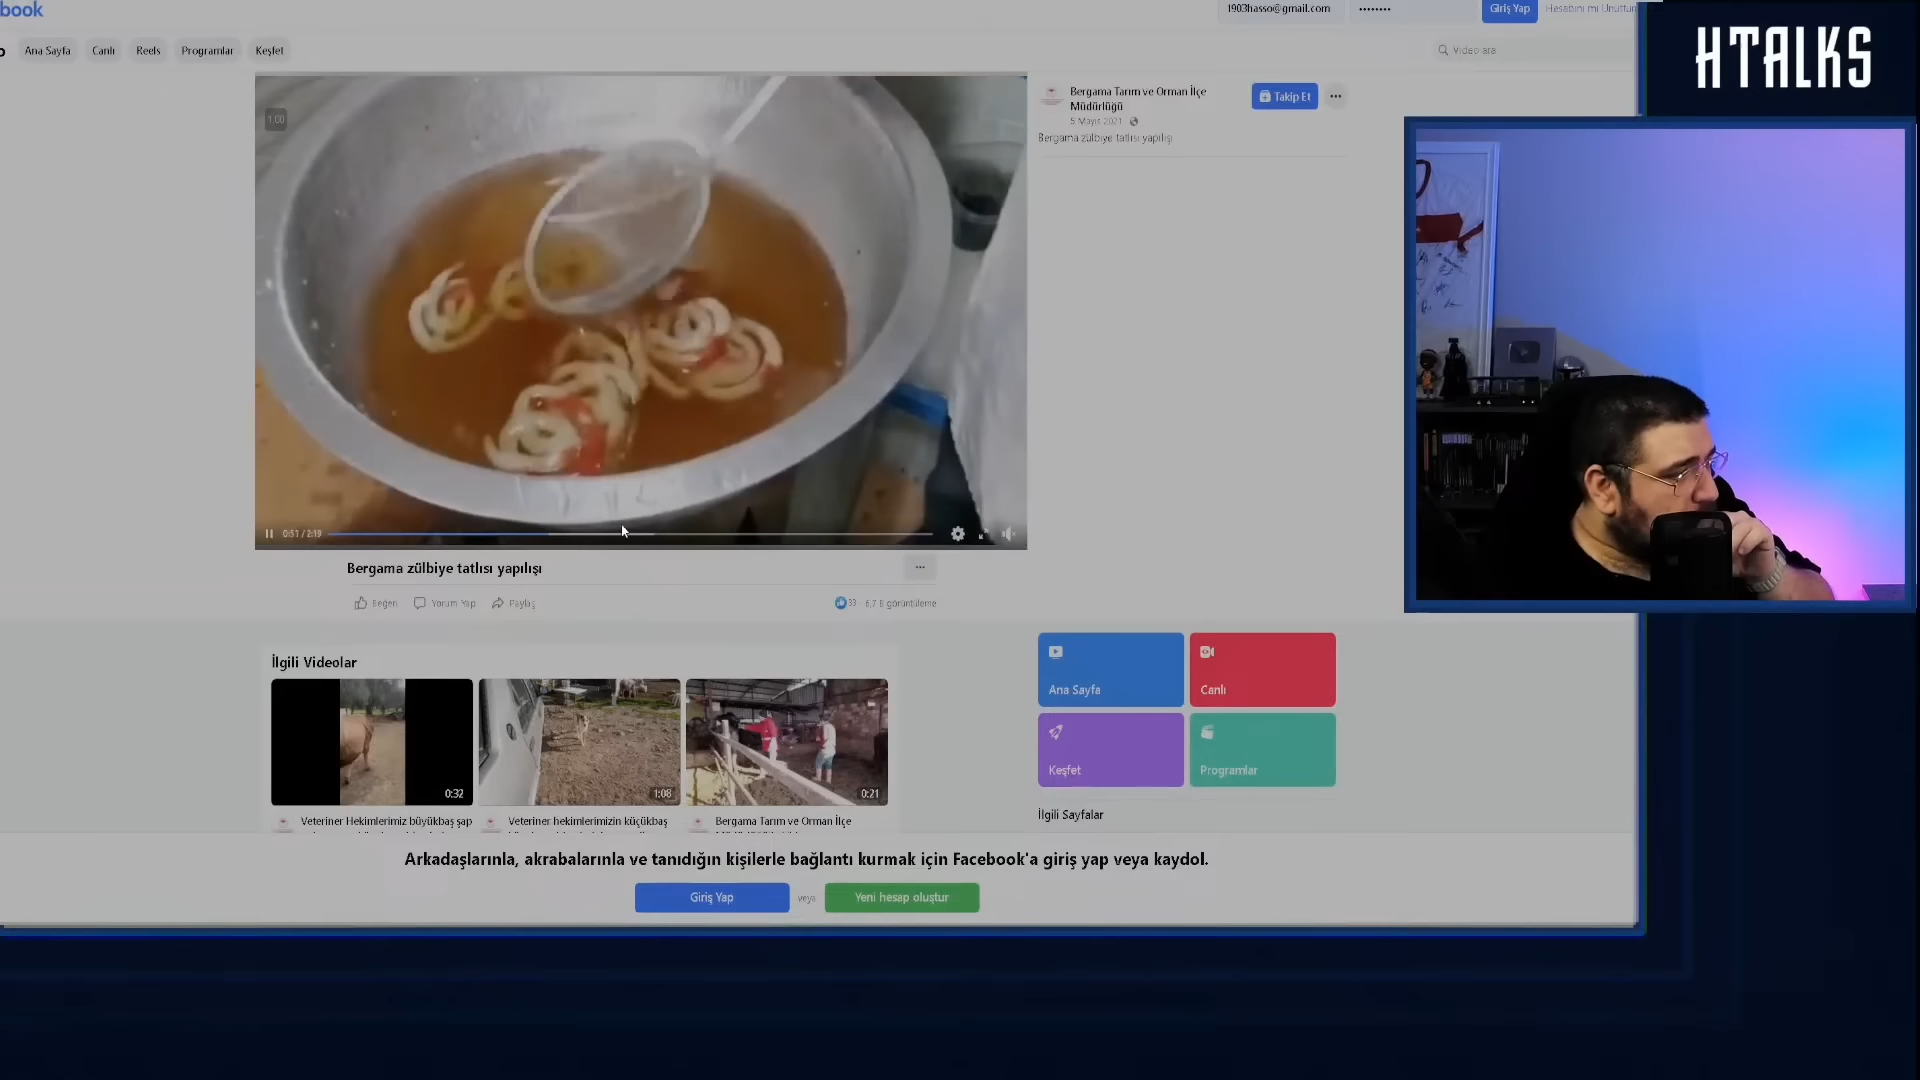 book
1903hasso@gmail.com
Giriş Yap
Hesabını mı Unuttun
HTALKS
Ana Sayfa
Canlı
Reels
Programlar
Keşfet
Video ara
1.00
Bergama Tarım ve Orman İlçe
Müdürlüğü
Takip Et
5 Mayıs 2021
Bergama zülbiye tatlısı yapılışı
0:51 / 2:19
Bergama zülbiye tatlısı yapılışı
Beğen
Yorum Yap
Paylaş
33
6,7 B görüntüleme
İlgili Videolar
0:32
1:08
0:21
Veteriner Hekimlerimiz büyükbaş şap
Veteriner hekimlerimizin küçükbaş
Bergama Tarım ve Orman İlçe
Ana Sayfa
Canlı
Keşfet
Programlar
İlgili Sayfalar
Arkadaşlarınla, akrabalarınla ve tanıdığın kişilerle bağlantı kurmak için Facebook'a giriş yap veya kaydol.
Giriş Yap
veya
Yeni hesap oluştur